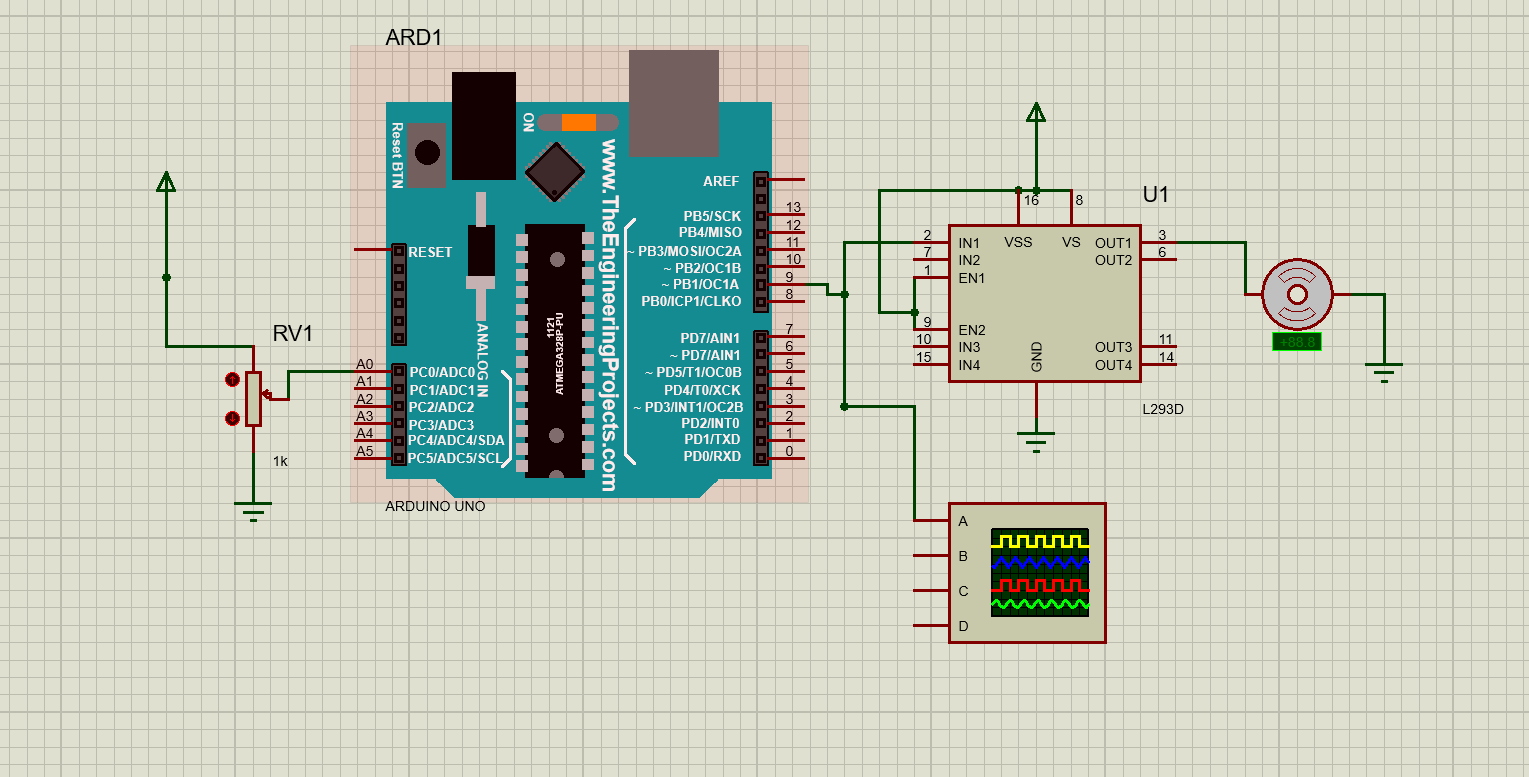 ARD1
ON
Reset BTN
www.TheEngineeringProjects.com
AREF
PB5/SCK 13
PB4/MISO 12
~ PB3/MOSI/OC2A 11
~ PB2/OC1B 10
~ PB1/OC1A 9
PB0/ICP1/CLKO 8
PD7/AIN1 7
~ PD7/AIN1 6
~ PD5/T1/OC0B 5
PD4/T0/XCK 4
~ PD3/INT1/OC2B 3
PD2/INT0 2
PD1/TXD 1
PD0/RXD 0
RESET
ANALOG IN
1121
ATMEGA328P-PU
A0 PC0/ADC0
A1 PC1/ADC1
A2 PC2/ADC2
A3 PC3/ADC3
A4 PC4/ADC4/SDA
A5 PC5/ADC5/SCL
ARDUINO UNO
RV1
1k
U1
16 8
VSS VS
2 IN1 OUT1 3
7 IN2 OUT2 6
1 EN1
9 EN2
10 IN3 OUT3 11
15 IN4 OUT4 14
GND
L293D
+88.8
A
B
C
D